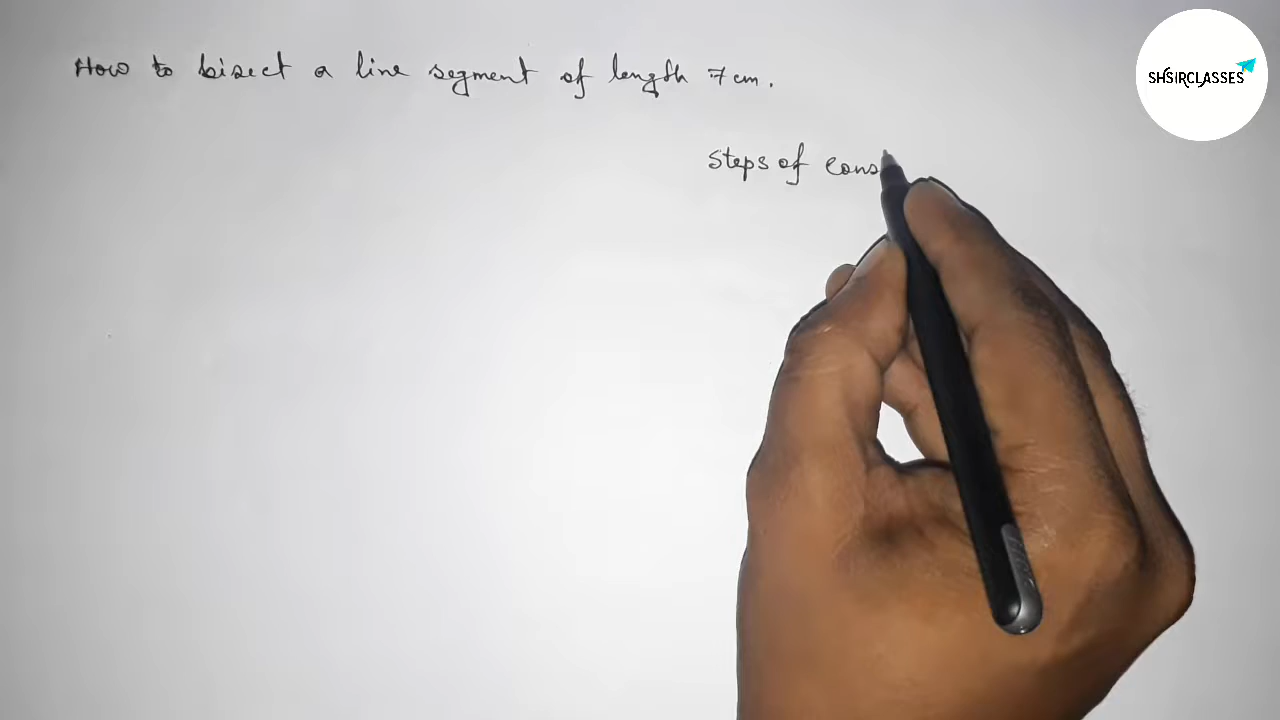 How to bisect a line segment of length 7 cm.
SHSIRCLASSES
Steps of cons